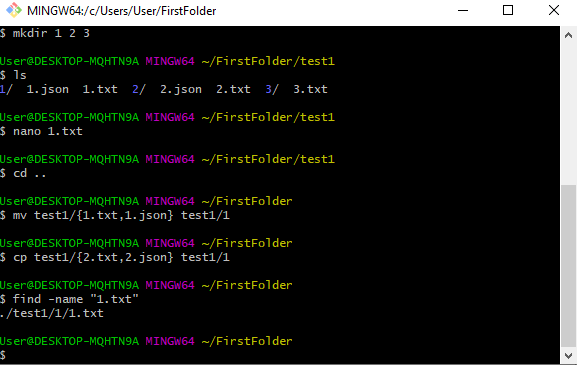 MINGW64:/c/Users/User/FirstFolder
$ mkdir 1 2 3
User@DESKTOP-MQHTN9A MINGW64 ~/FirstFolder/test1
$ ls
1/  1.json  1.txt  2/  2.json  2.txt  3/  3.txt
User@DESKTOP-MQHTN9A MINGW64 ~/FirstFolder/test1
$ nano 1.txt
User@DESKTOP-MQHTN9A MINGW64 ~/FirstFolder/test1
$ cd ..
User@DESKTOP-MQHTN9A MINGW64 ~/FirstFolder
$ mv test1/{1.txt,1.json} test1/1
User@DESKTOP-MQHTN9A MINGW64 ~/FirstFolder
$ cp test1/{2.txt,2.json} test1/1
User@DESKTOP-MQHTN9A MINGW64 ~/FirstFolder
$ find -name "1.txt"
./test1/1/1.txt
User@DESKTOP-MQHTN9A MINGW64 ~/FirstFolder
$